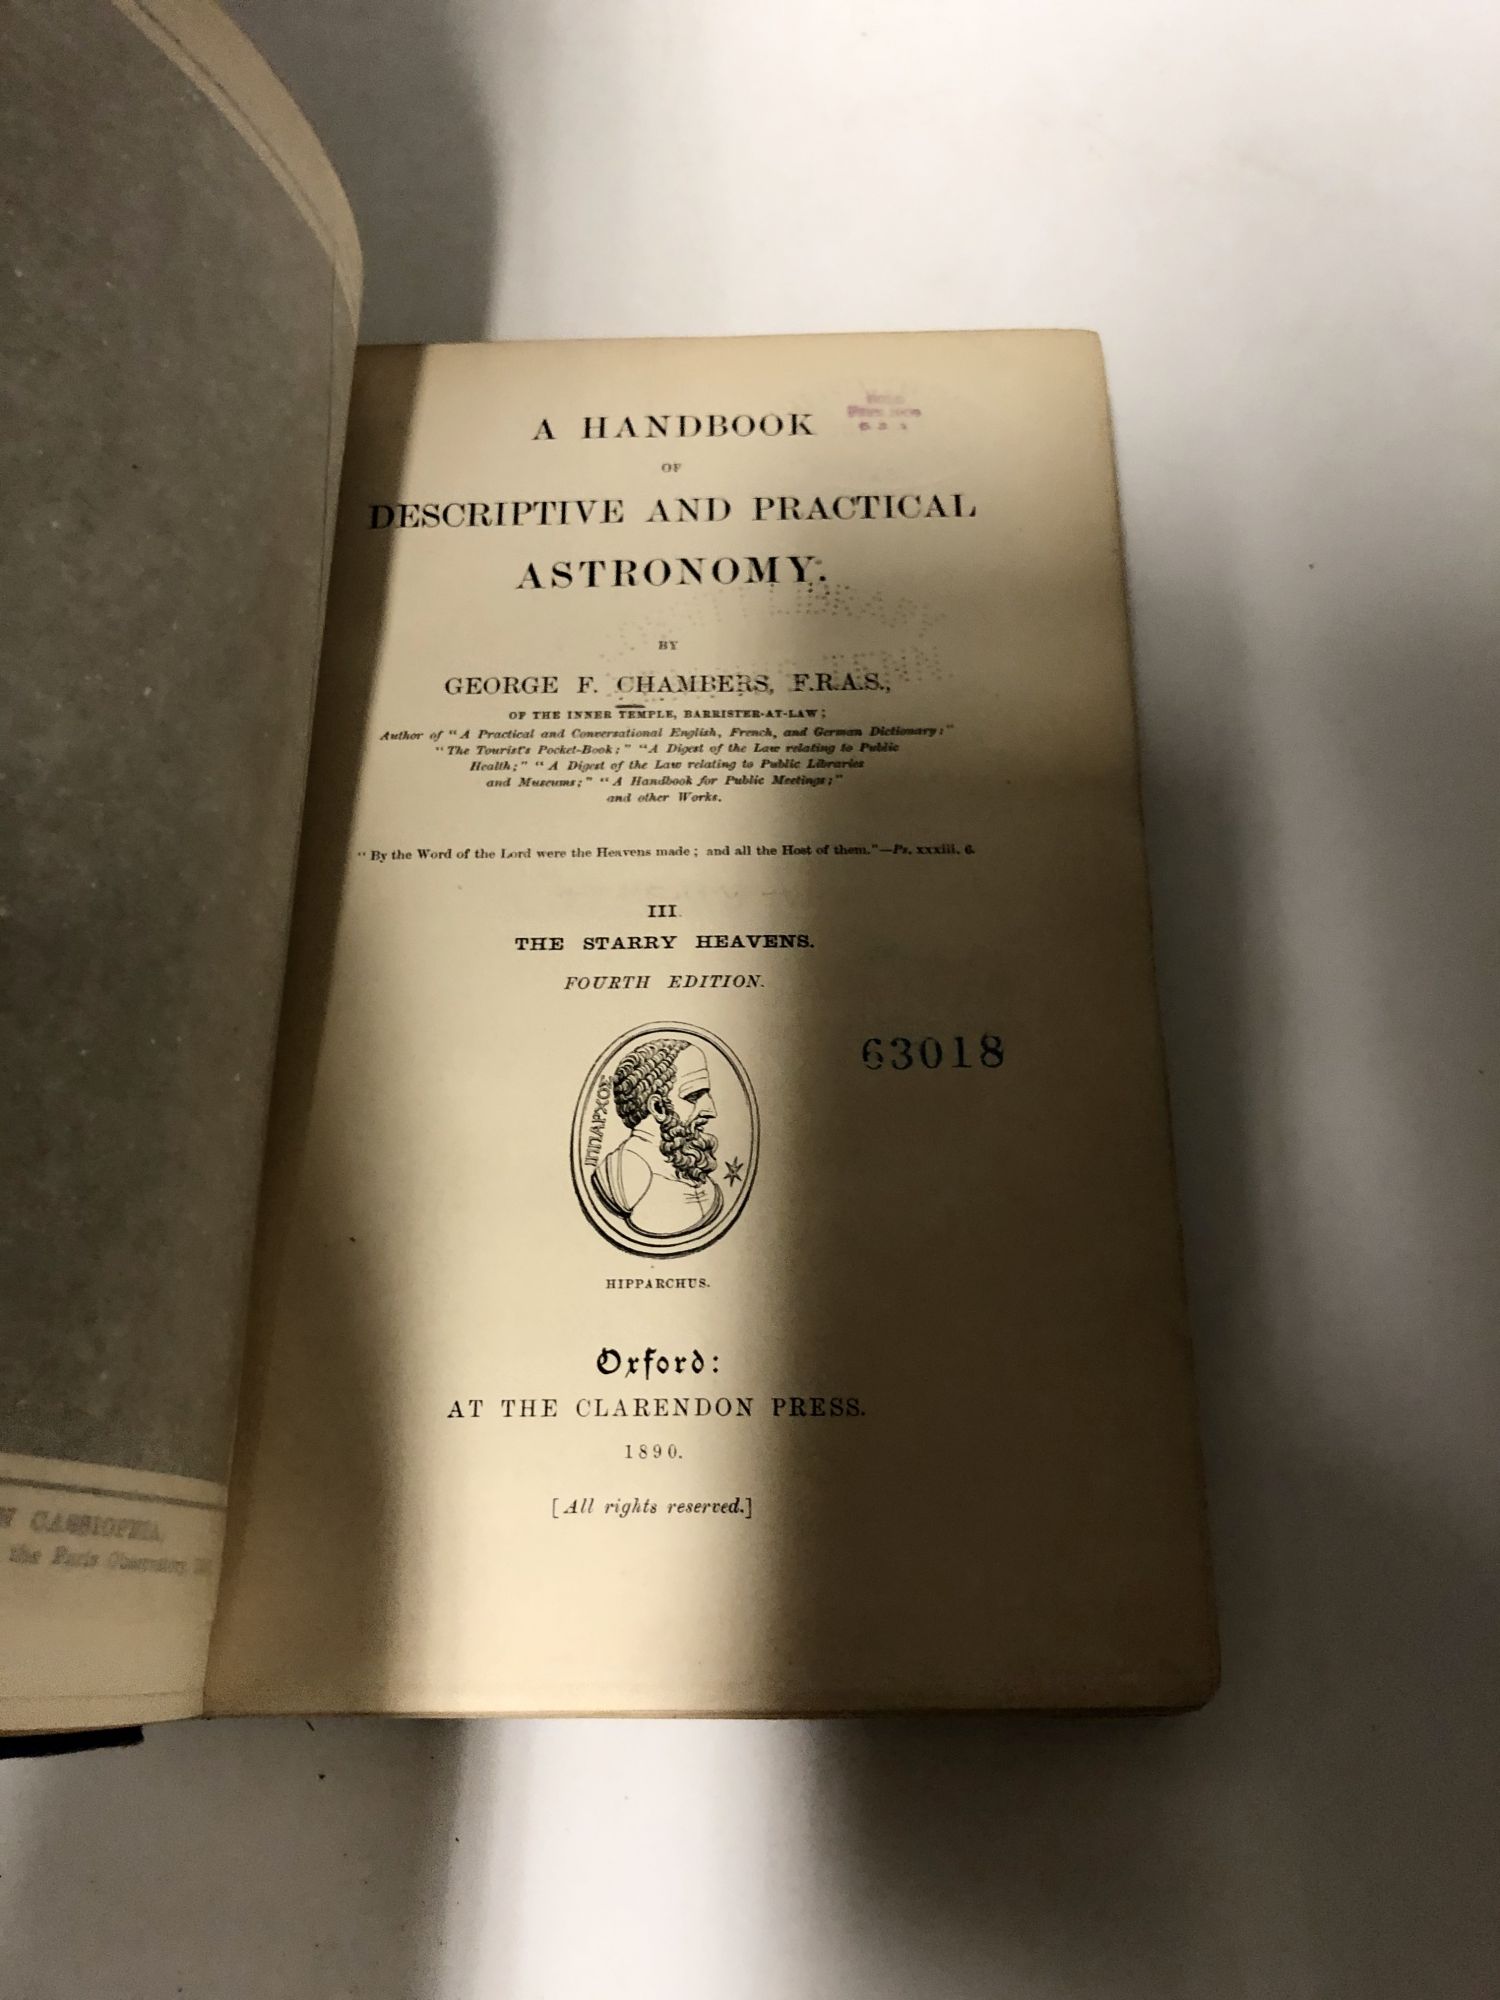 A HANDBOOK
OF
DESCRIPTIVE AND PRACTICAL
ASTRONOMY.
BY
GEORGE F. CHAMBERS, F.R.A.S.,
OF THE INNER TEMPLE, BARRISTER-AT-LAW;
Author of "A Practical and Conversational English, French, and German Dictionary;"
"The Tourist's Pocket-Book;" "A Digest of the Law relating to Public
Health;" "A Digest of the Law relating to Public Libraries
and Museums;" "A Handbook for Public Meetings;"
and other Works.
"By the Word of the Lord were the Heavens made; and all the Host of them."—Ps. xxxiii. 6.
III.
THE STARRY HEAVENS.
FOURTH EDITION.
63018
ΙΠΠΑΡΧΟΣ
HIPPARCHUS.
Oxford:
AT THE CLARENDON PRESS.
1890.
[All rights reserved.]
CASSIOPEIA,
the Paris
LIBRARY